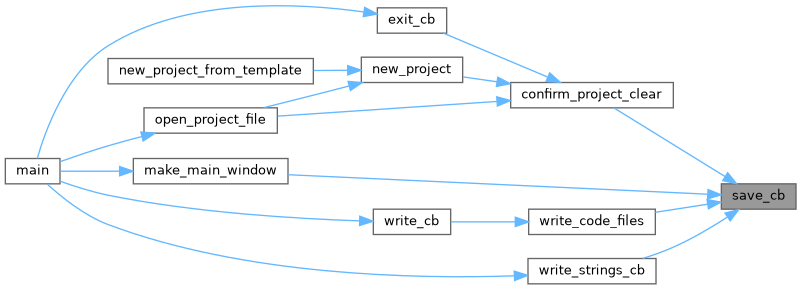 exit_cb
new_project_from_template
new_project
confirm_project_clear
open_project_file
main
make_main_window
save_cb
write_cb
write_code_files
write_strings_cb